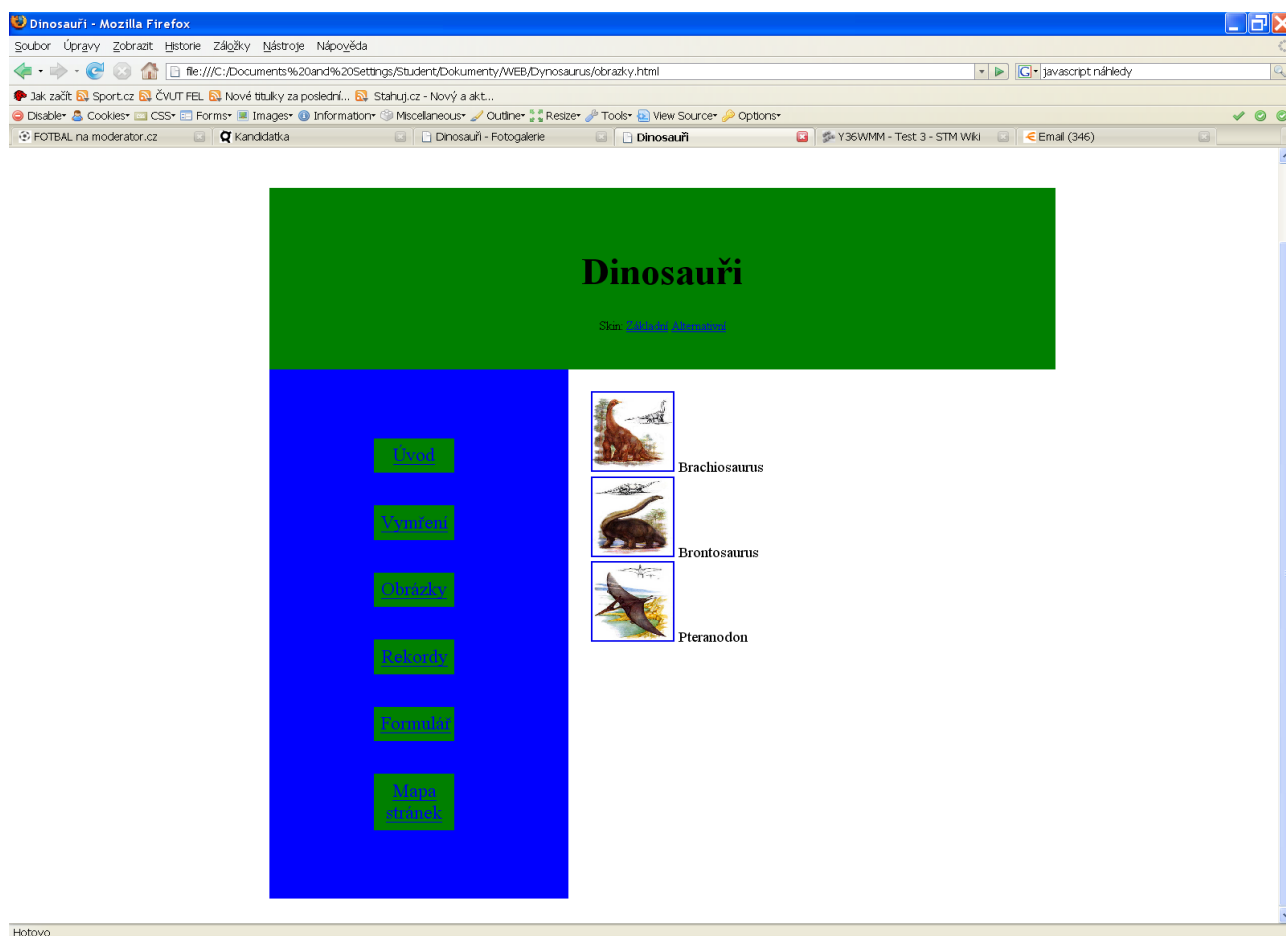 Dinosauři - Mozilla Firefox
Soubor Úpravy Zobrazit Historie Záložky Nástroje Nápověda
file:///C:/Documents%20and%20Settings/Student/Dokumenty/WEB/Dynosaurus/obrazky.html javascript náhledy
Jak začít Sport.cz ČVUT FEL Nové titulky za poslední... Stahuj.cz - Nový a akt...
Disable Cookies CSS Forms Images Information Miscellaneous Outline Resize Tools View Source Options
FOTBAL na moderator.cz Kandidatka Dinosauři - Fotogalerie Dinosauři Y36WMM - Test 3 - STM Wiki Email (346)
Dinosauři
Skin: Základní Alternativní
Úvod
Vymření
Obrázky
Rekordy
Formulář
Mapa
stránek
Brachiosaurus
Brontosaurus
Pteranodon
Hotovo